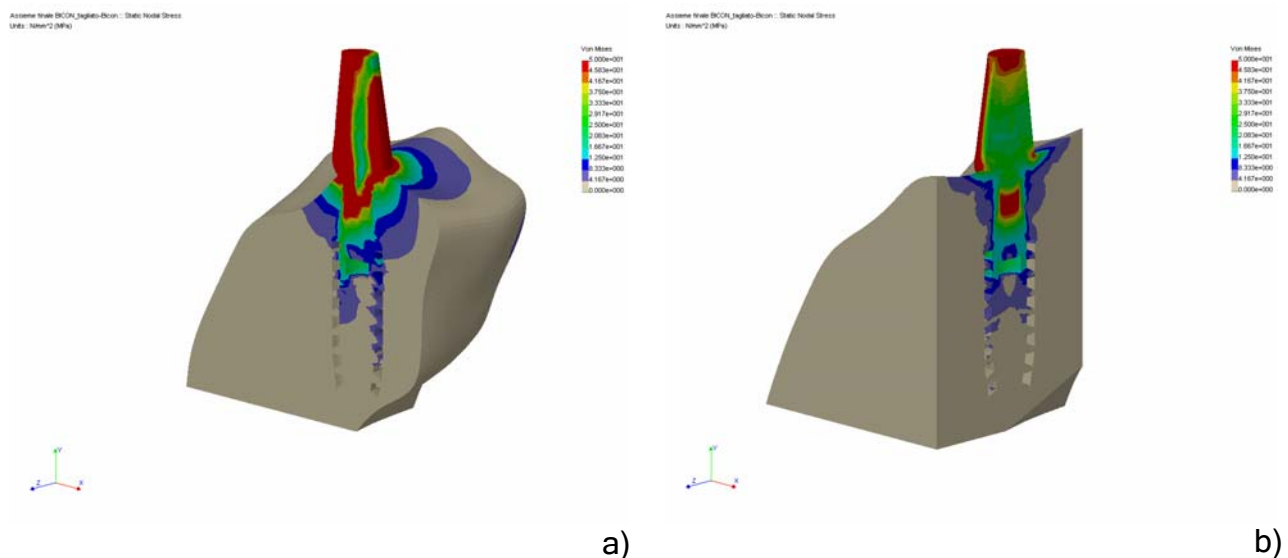 Assieme finale BICON_tagliato-Bicon :: Static Nodal Stress
Units : N/mm^2 (MPa)
Von Mises
5.000e+001
4.583e+001
4.167e+001
3.750e+001
3.333e+001
2.917e+001
2.500e+001
2.083e+001
1.667e+001
1.250e+001
8.333e+000
4.167e+000
0.000e+000
Y
Z
X
a)
Assieme finale BICON_tagliato-Bicon :: Static Nodal Stress
Units : N/mm^2 (MPa)
Von Mises
5.000e+001
4.583e+001
4.167e+001
3.750e+001
3.333e+001
2.917e+001
2.500e+001
2.083e+001
1.667e+001
1.250e+001
8.333e+000
4.167e+000
0.000e+000
Y
Z
X
b)